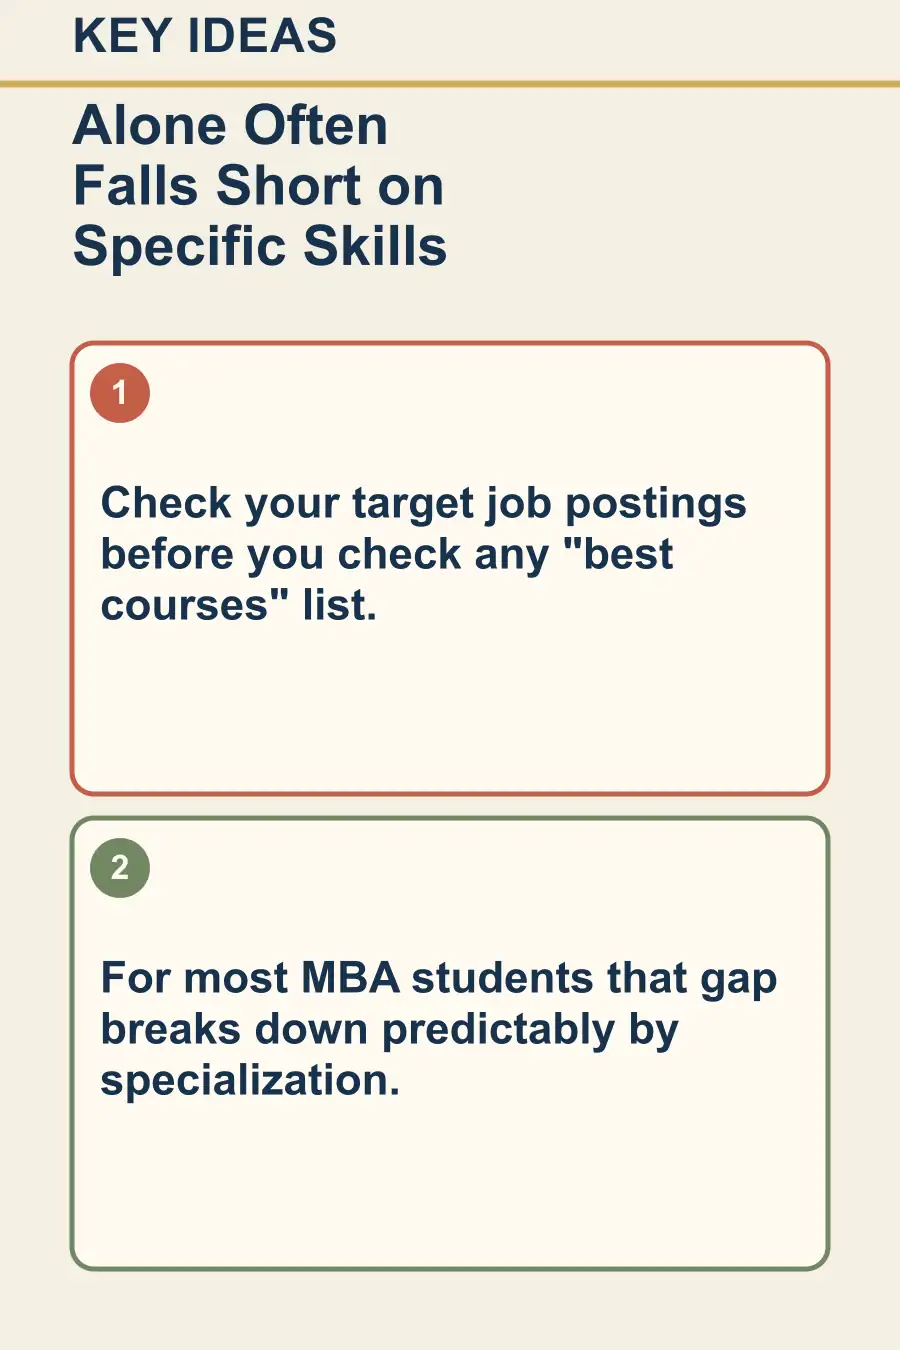 KEY IDEAS
Alone Often
Falls Short on
Specific Skills
1
Check your target job postings
before you check any "best
courses" list.
2
For most MBA students that gap
breaks down predictably by
specialization.